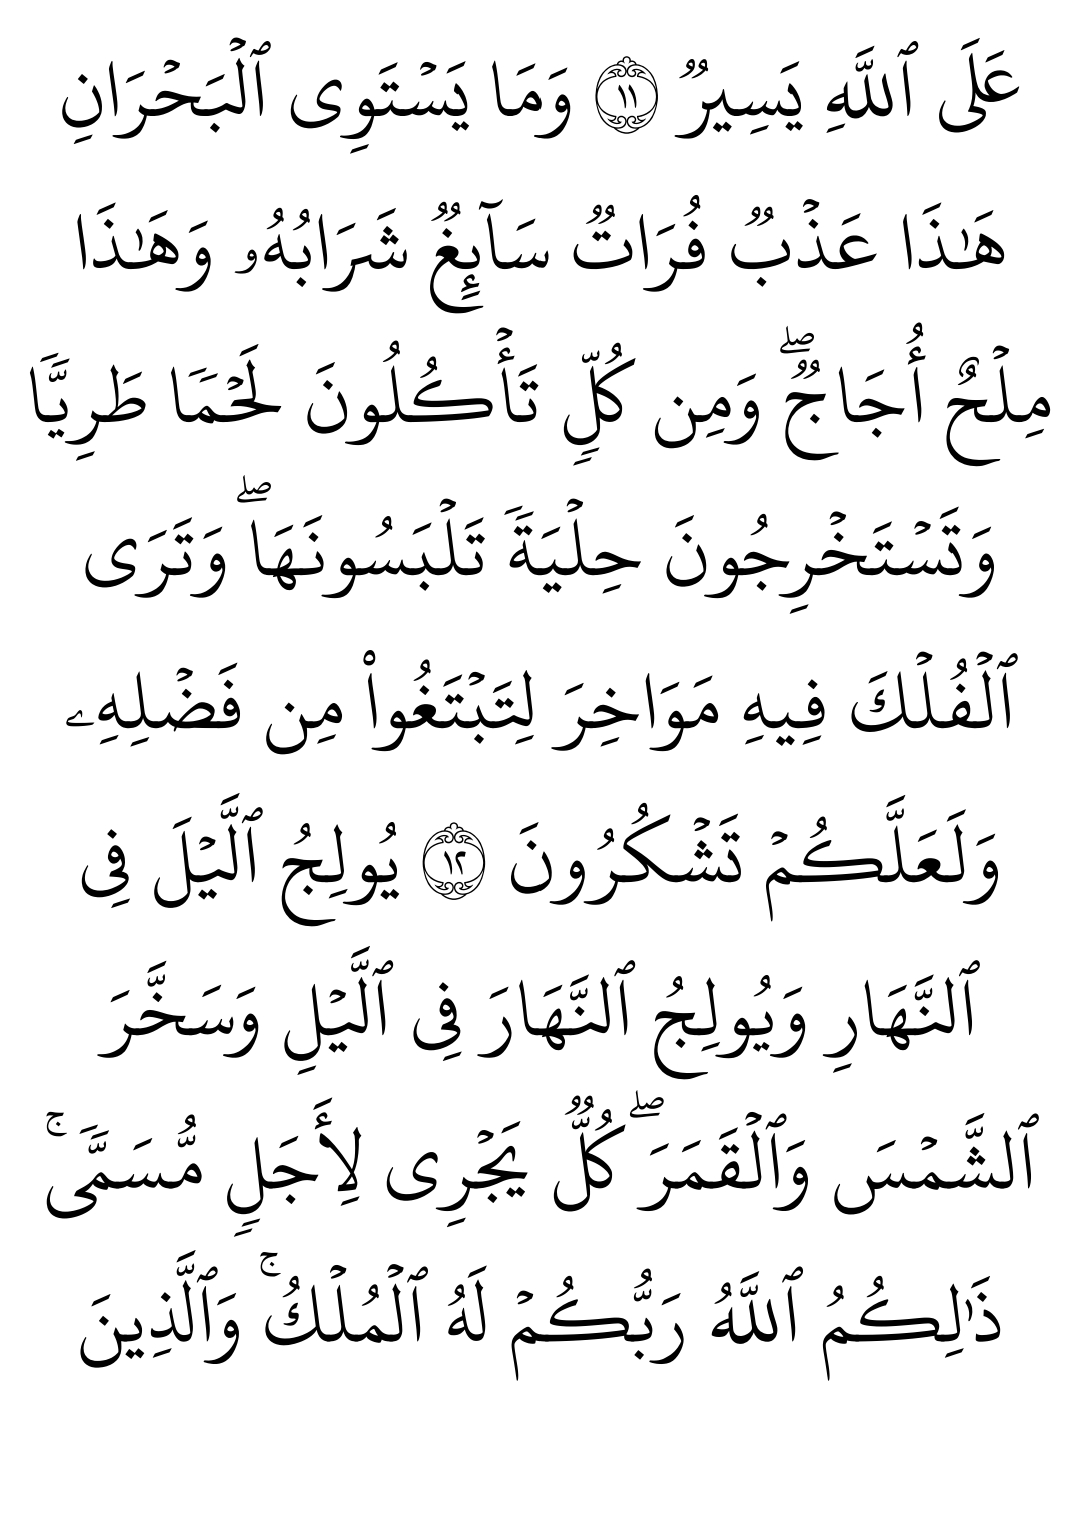 عَلَى ٱللَّهِ يَسِيرٌ ١١ وَمَا يَسْتَوِى ٱلْبَحْرَانِ
هَـٰذَا عَذْبٌ فُرَاتٌ سَآئِغٌ شَرَابُهُۥ وَهَـٰذَا
مِلْحٌ أُجَاجٌ ۖ وَمِن كُلٍّ تَأْكُلُونَ لَحْمًا طَرِيًّا
وَتَسْتَخْرِجُونَ حِلْيَةً تَلْبَسُونَهَا ۖ وَتَرَى
ٱلْفُلْكَ فِيهِ مَوَاخِرَ لِتَبْتَغُوا۟ مِن فَضْلِهِۦ
وَلَعَلَّكُمْ تَشْكُرُونَ ١٢ يُولِجُ ٱلَّيْلَ فِى
ٱلنَّهَارِ وَيُولِجُ ٱلنَّهَارَ فِى ٱلَّيْلِ وَسَخَّرَ
ٱلشَّمْسَ وَٱلْقَمَرَ ۖ كُلٌّ يَجْرِى لِأَجَلٍ مُّسَمًّى ۚ
ذَٰلِكُمُ ٱللَّهُ رَبُّكُمْ لَهُ ٱلْمُلْكُ ۚ وَٱلَّذِينَ